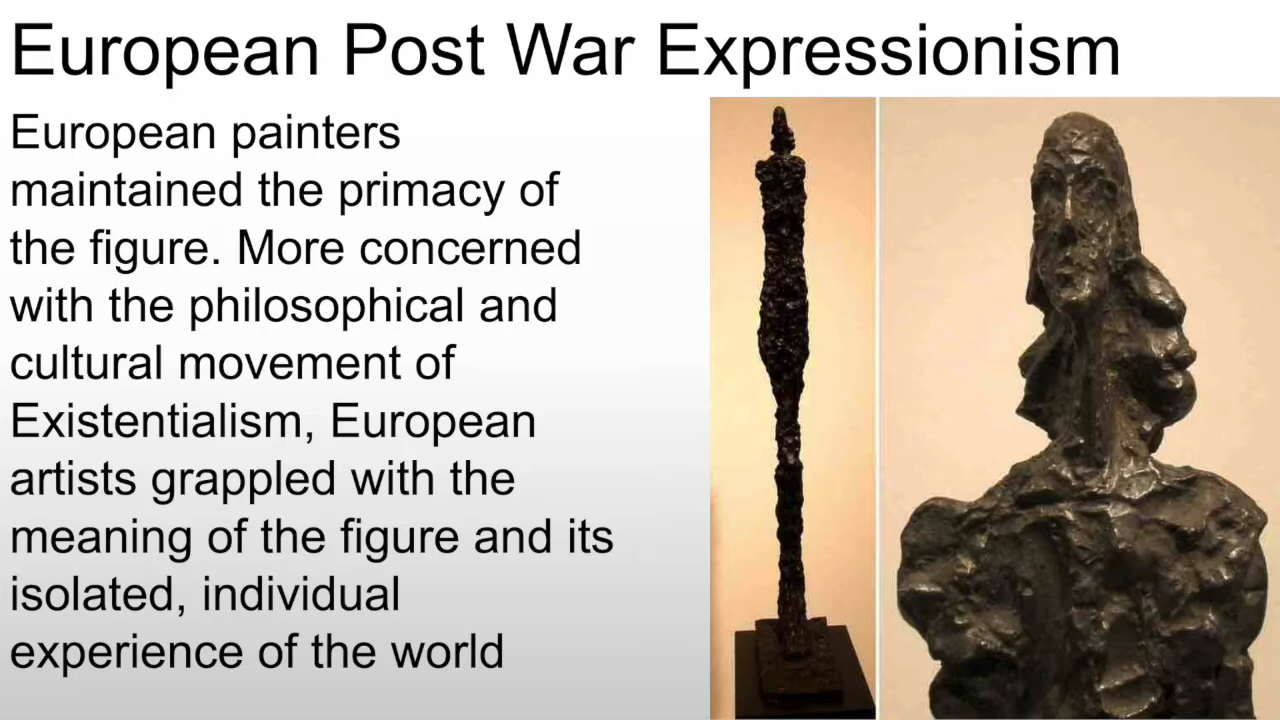 European Post War Expressionism
European painters
maintained the primacy of
the figure. More concerned
with the philosophical and
cultural movement of
Existentialism, European
artists grappled with the
meaning of the figure and its
isolated, individual
experience of the world